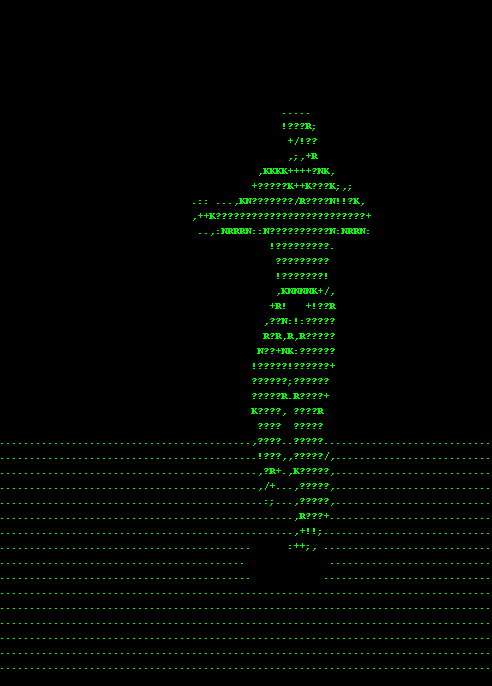 .....
!???R;
+/!??
,;,+R
,KKKK++++?NK,
+?????K++K???K;,;
.:: ...,KN???????/R????N!!?K,
,++K?????????????????????????+
..,:NRRRN::N??????????N:NRRN:
!?????????.
?????????
!???????!
,KNNNNK+/,
+R!   +!??R
,??N:!:?????
R?R,R,R?????
N??+NK:??????
!?????!??????+
??????;??????
?????R.R????+
K????, ????R
????  ?????
..........................................,????..?????............................
...........................................!???,,?????/,..........................
...........................................,?R+.,K?????,..........................
...........................................,/+...,?????,..........................
............................................:;...,?????,..........................
.................................................,R???+...........................
.................................................,+!!;............................
..........................................      :++;, ............................
.........................................              ...........................
..........................................            ............................
..................................................................................
..................................................................................
..................................................................................
..................................................................................
..................................................................................
..................................................................................